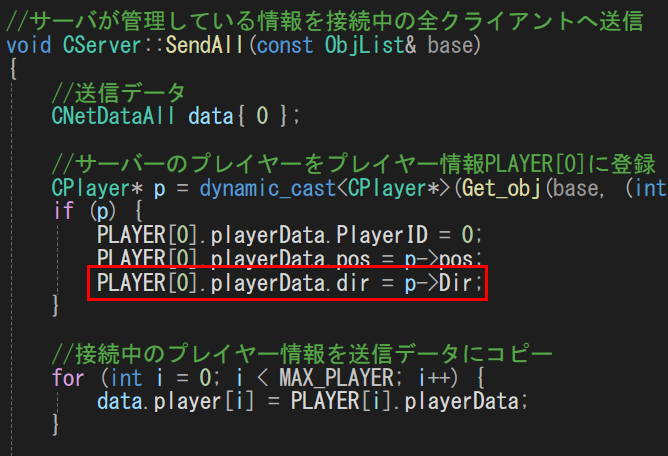 //サーバが管理している情報を接続中の全クライアントへ送信
void CServer::SendAll(const ObjList& base)
{
//送信データ
CNetDataAll data{ 0 };
//サーバーのプレイヤーをプレイヤー情報PLAYER[0]に登録
CPlayer* p = dynamic_cast<CPlayer*>(Get_obj(base, (int
if (p) {
PLAYER[0].playerData.PlayerID = 0;
PLAYER[0].playerData.pos = p->pos;
PLAYER[0].playerData.dir = p->Dir;
}
//接続中のプレイヤー情報を送信データにコピー
for (int i = 0; i < MAX_PLAYER; i++) {
data.player[i] = PLAYER[i].playerData;
}